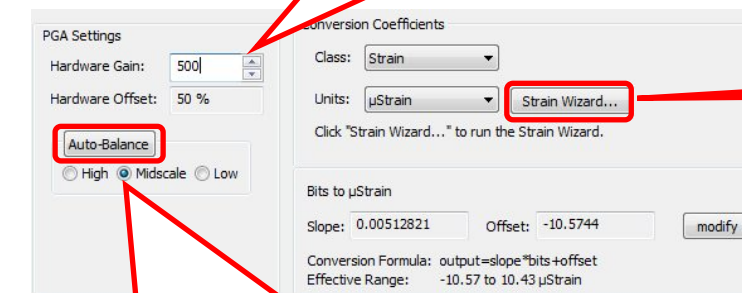 PGA Settings
Hardware Gain: 500
Hardware Offset: 50 %
Auto-Balance
High Midscale Low
Conversion Coefficients
Class: Strain
Units: µStrain Strain Wizard...
Click "Strain Wizard..." to run the Strain Wizard.
Bits to µStrain
Slope: 0.00512821 Offset: -10.5744 modify
Conversion Formula: output=slope*bits+offset
Effective Range: -10.57 to 10.43 µStrain